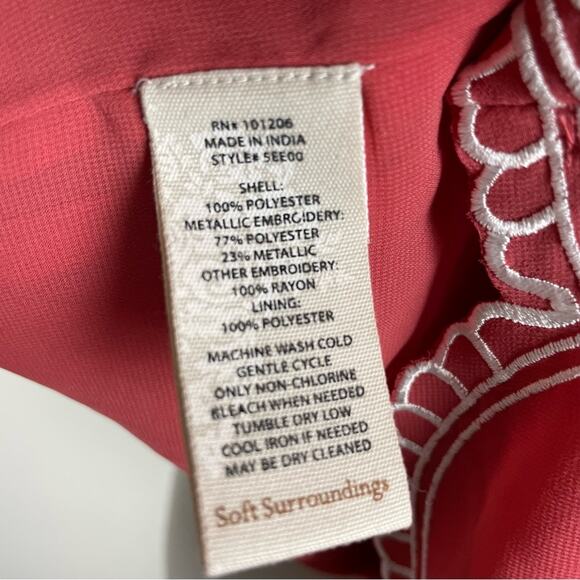 RN# 101206
MADE IN INDIA
STYLE# 5EE00
SHELL:
100% POLYESTER
METALLIC EMBROIDERY:
77% POLYESTER
23% METALLIC
OTHER EMBROIDERY:
100% RAYON
LINING:
100% POLYESTER
MACHINE WASH COLD
GENTLE CYCLE
ONLY NON-CHLORINE
BLEACH WHEN NEEDED
TUMBLE DRY LOW
COOL IRON IF NEEDED
MAY BE DRY CLEANED
Soft Surroundings